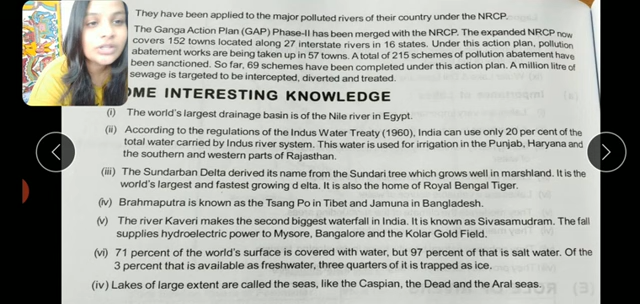 They have been applied to the major polluted rivers of their country under the NRCP.
The Ganga Action Plan (GAP) Phase-II has been merged with the NRCP. The expanded NRCP now
covers 152 towns located along 27 interstate rivers in 16 states. Under this action plan, pollution
abatement works are being taken up in 57 towns. A total of 215 schemes of pollution abatement have
been sanctioned. So far, 69 schemes have been completed under this action plan. A million litre of
sewage is targeted to be intercepted, diverted and treated.
OME INTERESTING KNOWLEDGE
(i) The world's largest drainage basin is of the Nile river in Egypt.
(ii) According to the regulations of the Indus Water Treaty (1960), India can use only 20 per cent of the
total water carried by Indus river system. This water is used for irrigation in the Punjab, Haryana and
the southern and western parts of Rajasthan.
(iii) The Sundarban Delta derived its name from the Sundari tree which grows well in marshland. It is the
world's largest and fastest growing d elta. It is also the home of Royal Bengal Tiger.
(iv) Brahmaputra is known as the Tsang Po in Tibet and Jamuna in Bangladesh.
(v) The river Kaveri makes the second biggest waterfall in India. It is known as Sivasamudram. The fall
supplies hydroelectric power to Mysore, Bangalore and the Kolar Gold Field.
(vi) 71 percent of the world's surface is covered with water, but 97 percent of that is salt water. Of the
3 percent that is available as freshwater, three quarters of it is trapped as ice.
(iv) Lakes of large extent are called the seas, like the Caspian, the Dead and the Aral seas.